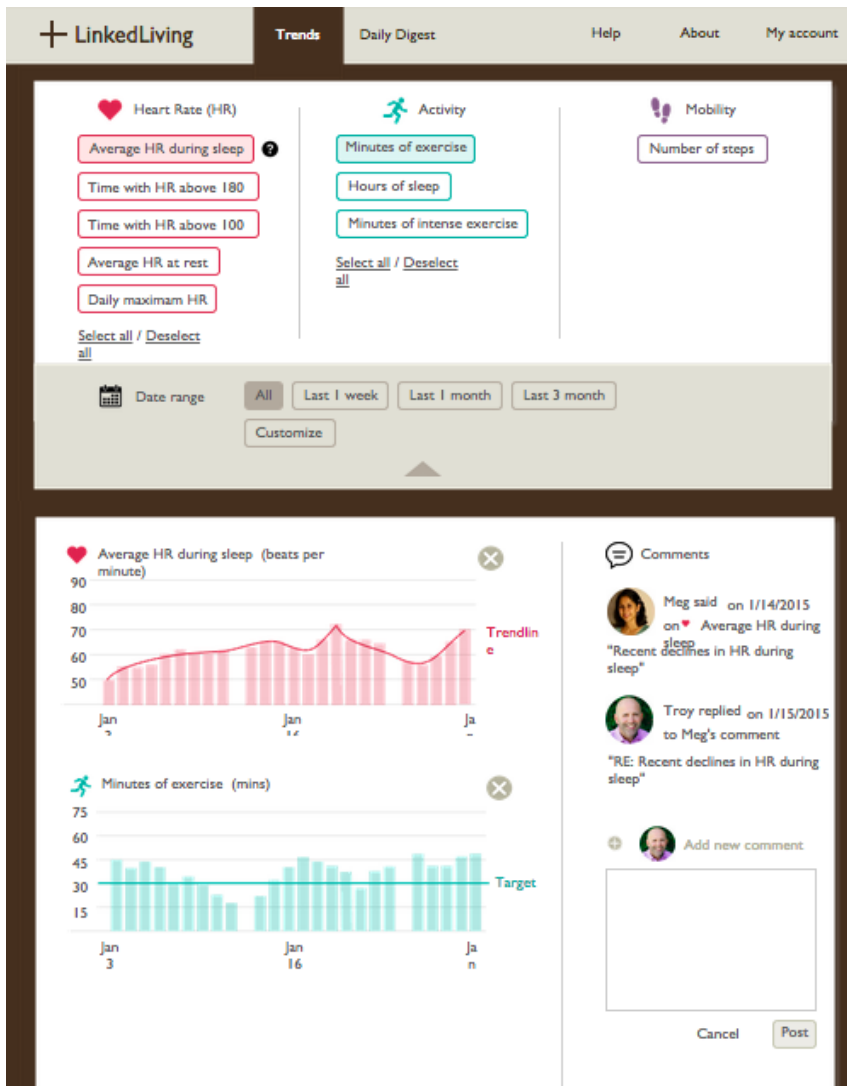 LinkedLiving
Trends
Daily Digest
Help
About
My account
Heart Rate (HR)
Average HR during sleep
?
Time with HR above 180
Time with HR above 100
Average HR at rest
Daily maximam HR
Select all / Deselect
all
Activity
Minutes of exercise
Hours of sleep
Minutes of intense exercise
Select all / Deselect
all
Mobility
Number of steps
Date range
All
Last 1 week
Last 1 month
Last 3 month
Customize
Average HR during sleep (beats per
minute)
90
80
70
60
50
Trendlin
e
Jan
Jan
Ja
Minutes of exercise (mins)
75
60
45
30
15
Target
Jan
3
Jan
16
Ja
n
Comments
Meg said on 1/14/2015
on Average HR during
sleep
"Recent declines in HR during
sleep"
Troy replied on 1/15/2015
to Meg's comment
"RE: Recent declines in HR during
sleep"
Add new comment
Cancel
Post